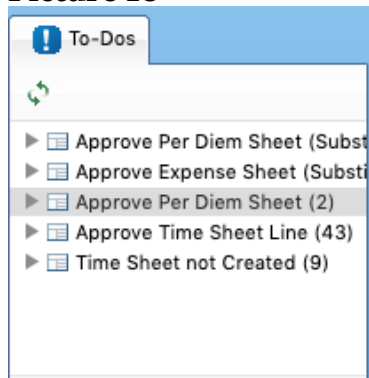 To-Dos
Approve Per Diem Sheet (Subst
Approve Expense Sheet (Substi
Approve Per Diem Sheet (2)
Approve Time Sheet Line (43)
Time Sheet not Created (9)